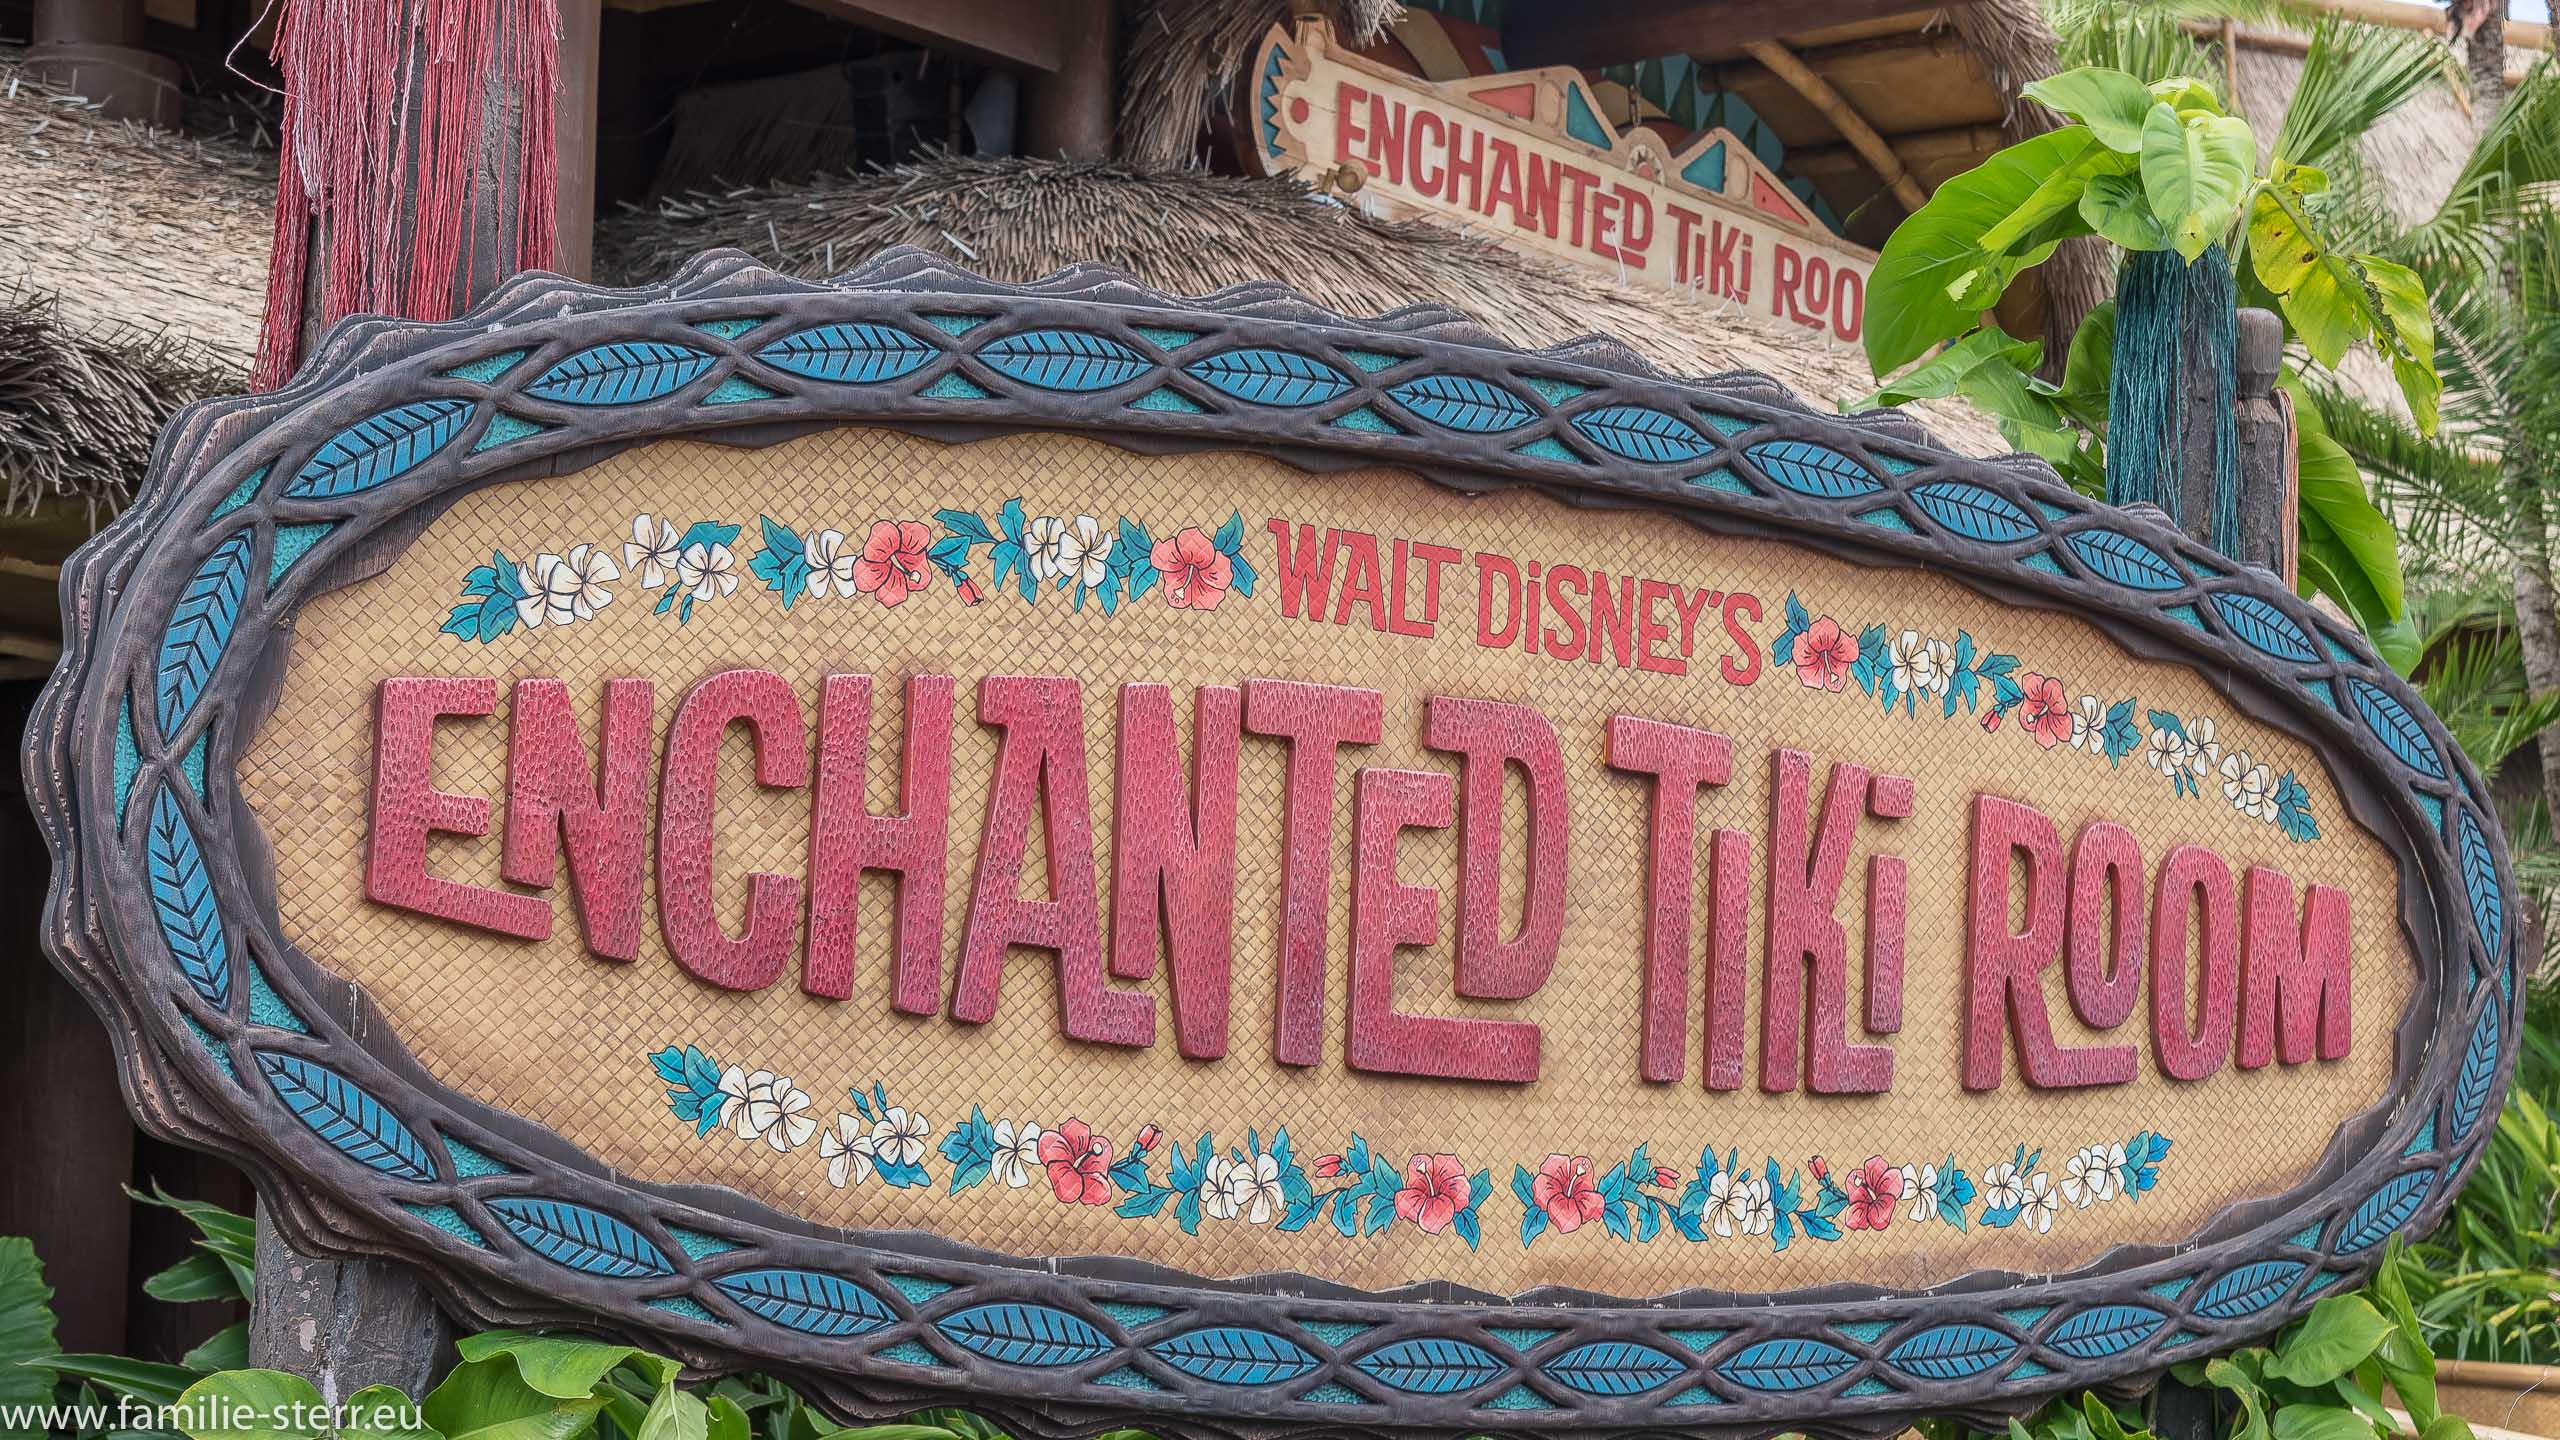 ENCHANTED TiKi ROO
WALT DiSNEY'S
ENCHANTED TiKi ROOM
www.familie-sterr.eu